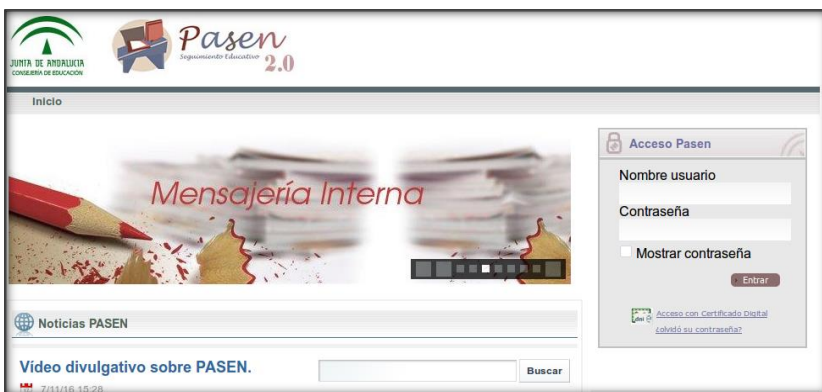 JUNTA DE ANDALUCIA
CONSEJERÍA DE EDUCACIÓN
Pasen
Seguimiento Educativo
2.0
Inicio
Mensajería Interna
Acceso Pasen
Nombre usuario
Contraseña
Mostrar contraseña
Entrar
Acceso con Certificado Digital
¿olvidó su contraseña?
Noticias PASEN
Vídeo divulgativo sobre PASEN.
Buscar
7/11/16 15:28